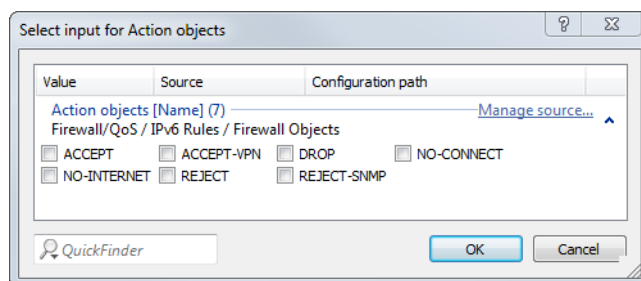 Select input for Action objects
Value Source Configuration path
Action objects [Name] (7) Manage source...
Firewall/QoS / IPv6 Rules / Firewall Objects
ACCEPT ACCEPT-VPN DROP NO-CONNECT
NO-INTERNET REJECT REJECT-SNMP
QuickFinder OK Cancel